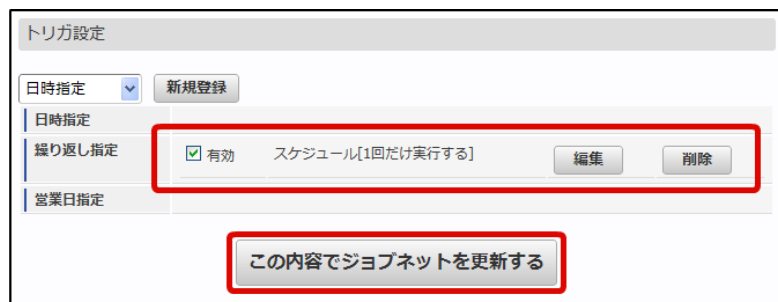 トリガ設定
日時指定 新規登録
日時指定
繰り返し指定 有効 スケジュール[1回だけ実行する] 編集 削除
営業日指定
この内容でジョブネットを更新する